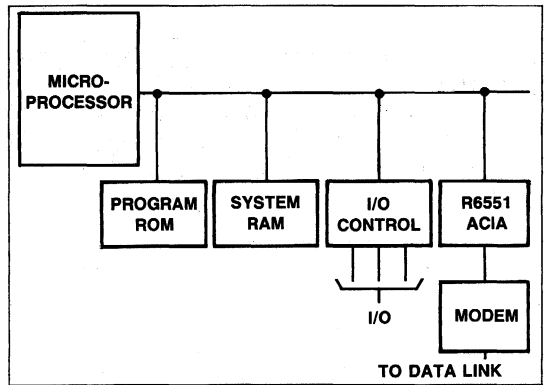 MICRO-
PROCESSOR
PROGRAM
ROM
SYSTEM
RAM
I/O
CONTROL
R6551
ACIA
I/O
MODEM
TO DATA LINK